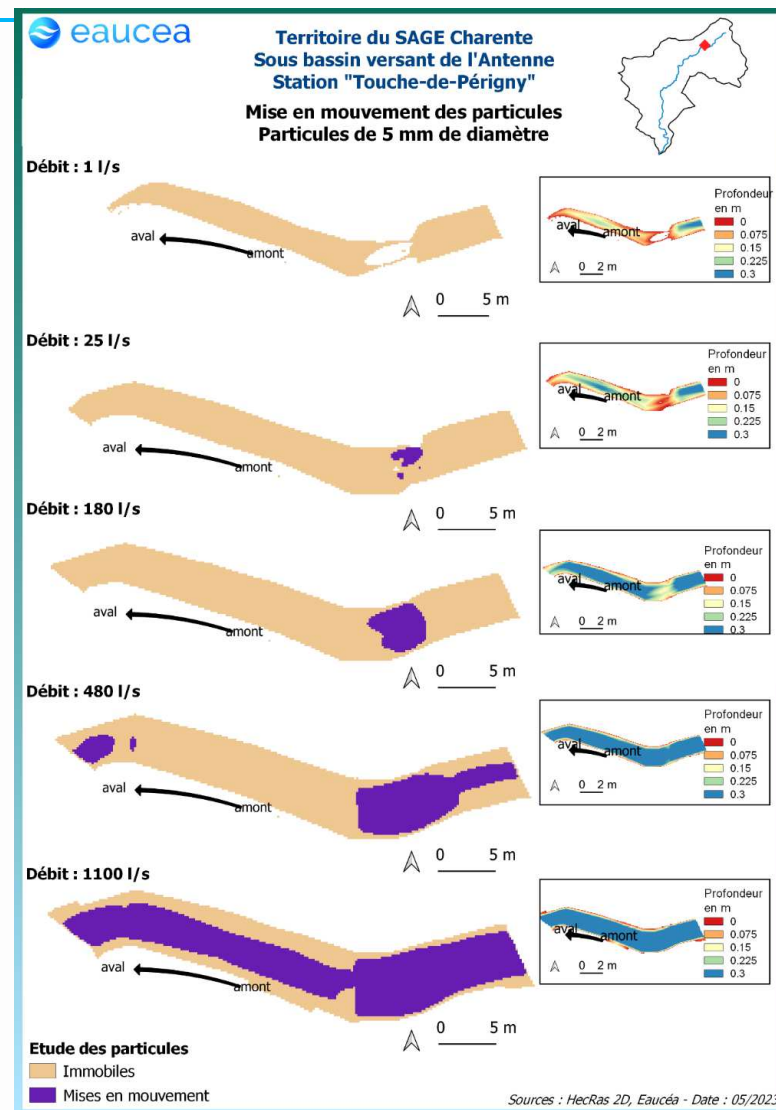 eaucea
Territoire du SAGE Charente
Sous bassin versant de l'Antenne
Station "Touche-de-Périgny"
Mise en mouvement des particules
Particules de 5 mm de diamètre
Débit : 1 l/s
aval
amont
0 5 m
Profondeur
en m
0
0.075
0.15
0.225
0.3
aval
amont
0 2 m
Débit : 25 l/s
aval
amont
0 5 m
Profondeur
en m
0
0.075
0.15
0.225
0.3
aval
amont
0 2 m
Débit : 180 l/s
aval
amont
0 5 m
Profondeur
en m
0
0.075
0.15
0.225
0.3
aval
amont
0 2 m
Débit : 480 l/s
aval
amont
0 5 m
Profondeur
en m
0
0.075
0.15
0.225
0.3
aval
amont
0 2 m
Débit : 1100 l/s
aval
amont
0 5 m
Profondeur
en m
0
0.075
0.15
0.225
0.3
aval
amont
0 2 m
Etude des particules
Immobiles
Mises en mouvement
Sources : HecRas 2D, Eaucéa - Date : 05/2023